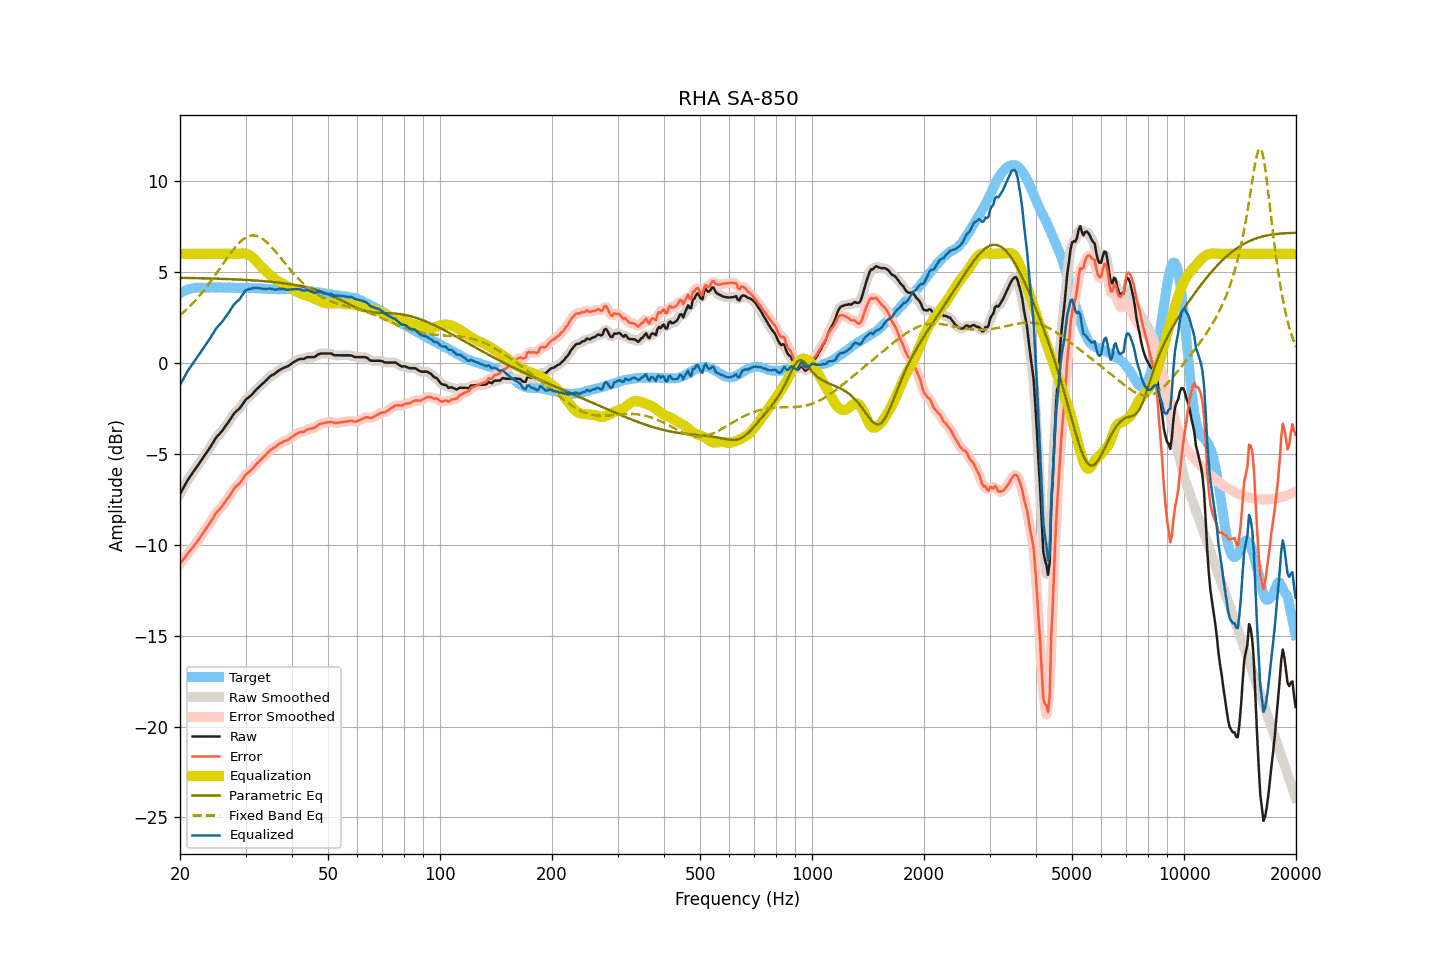 RHA SA-850
Amplitude (dBr)
10
5
0
−5
−10
−15
−20
−25
Target
Raw Smoothed
Error Smoothed
Raw
Error
Equalization
Parametric Eq
Fixed Band Eq
Equalized
20 50 100 200 500 1000 2000 5000 10000 20000
Frequency (Hz)